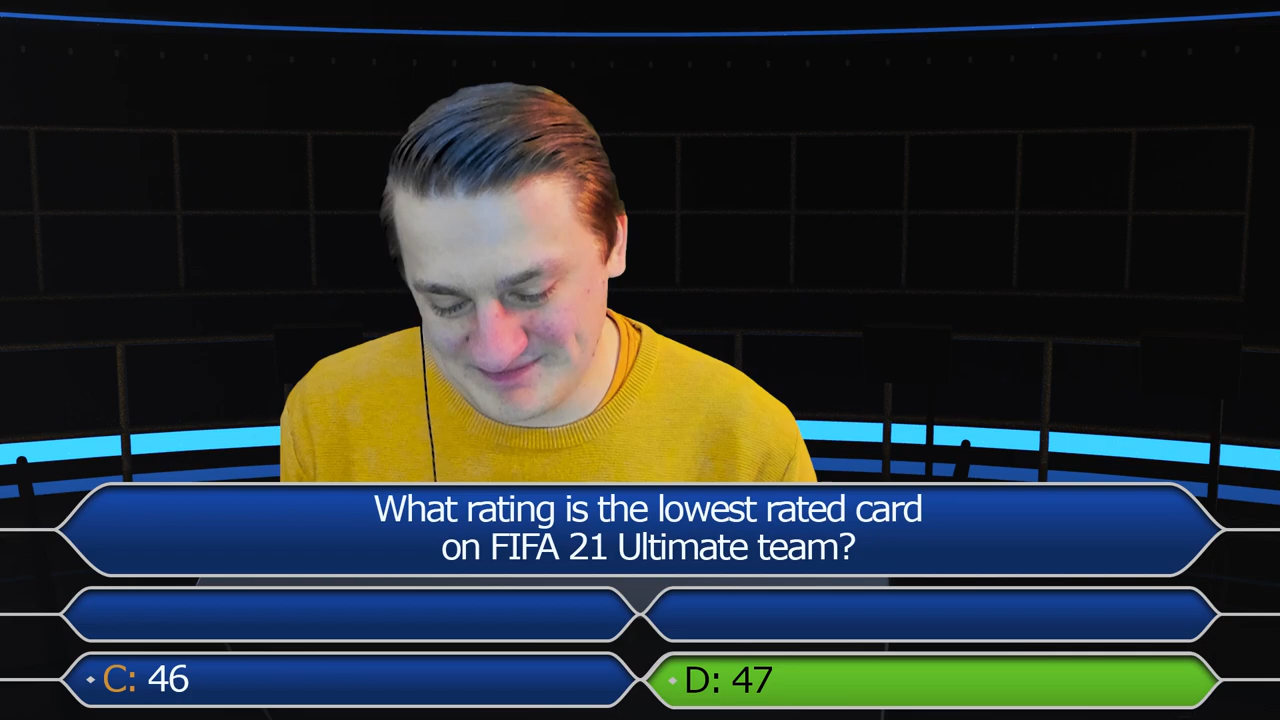 What rating is the lowest rated card
on FIFA 21 Ultimate team?
C: 46
D: 47